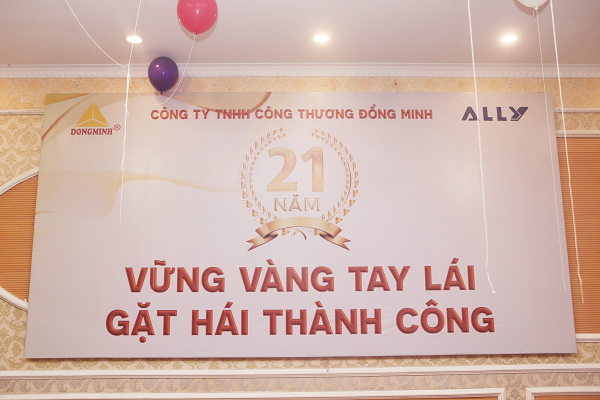 DONGMINH®
CÔNG TY TNHH CÔNG THƯƠNG ĐỒNG MINH
ALLY
21
NĂM
VỮNG VÀNG TAY LÁI
GẶT HÁI THÀNH CÔNG